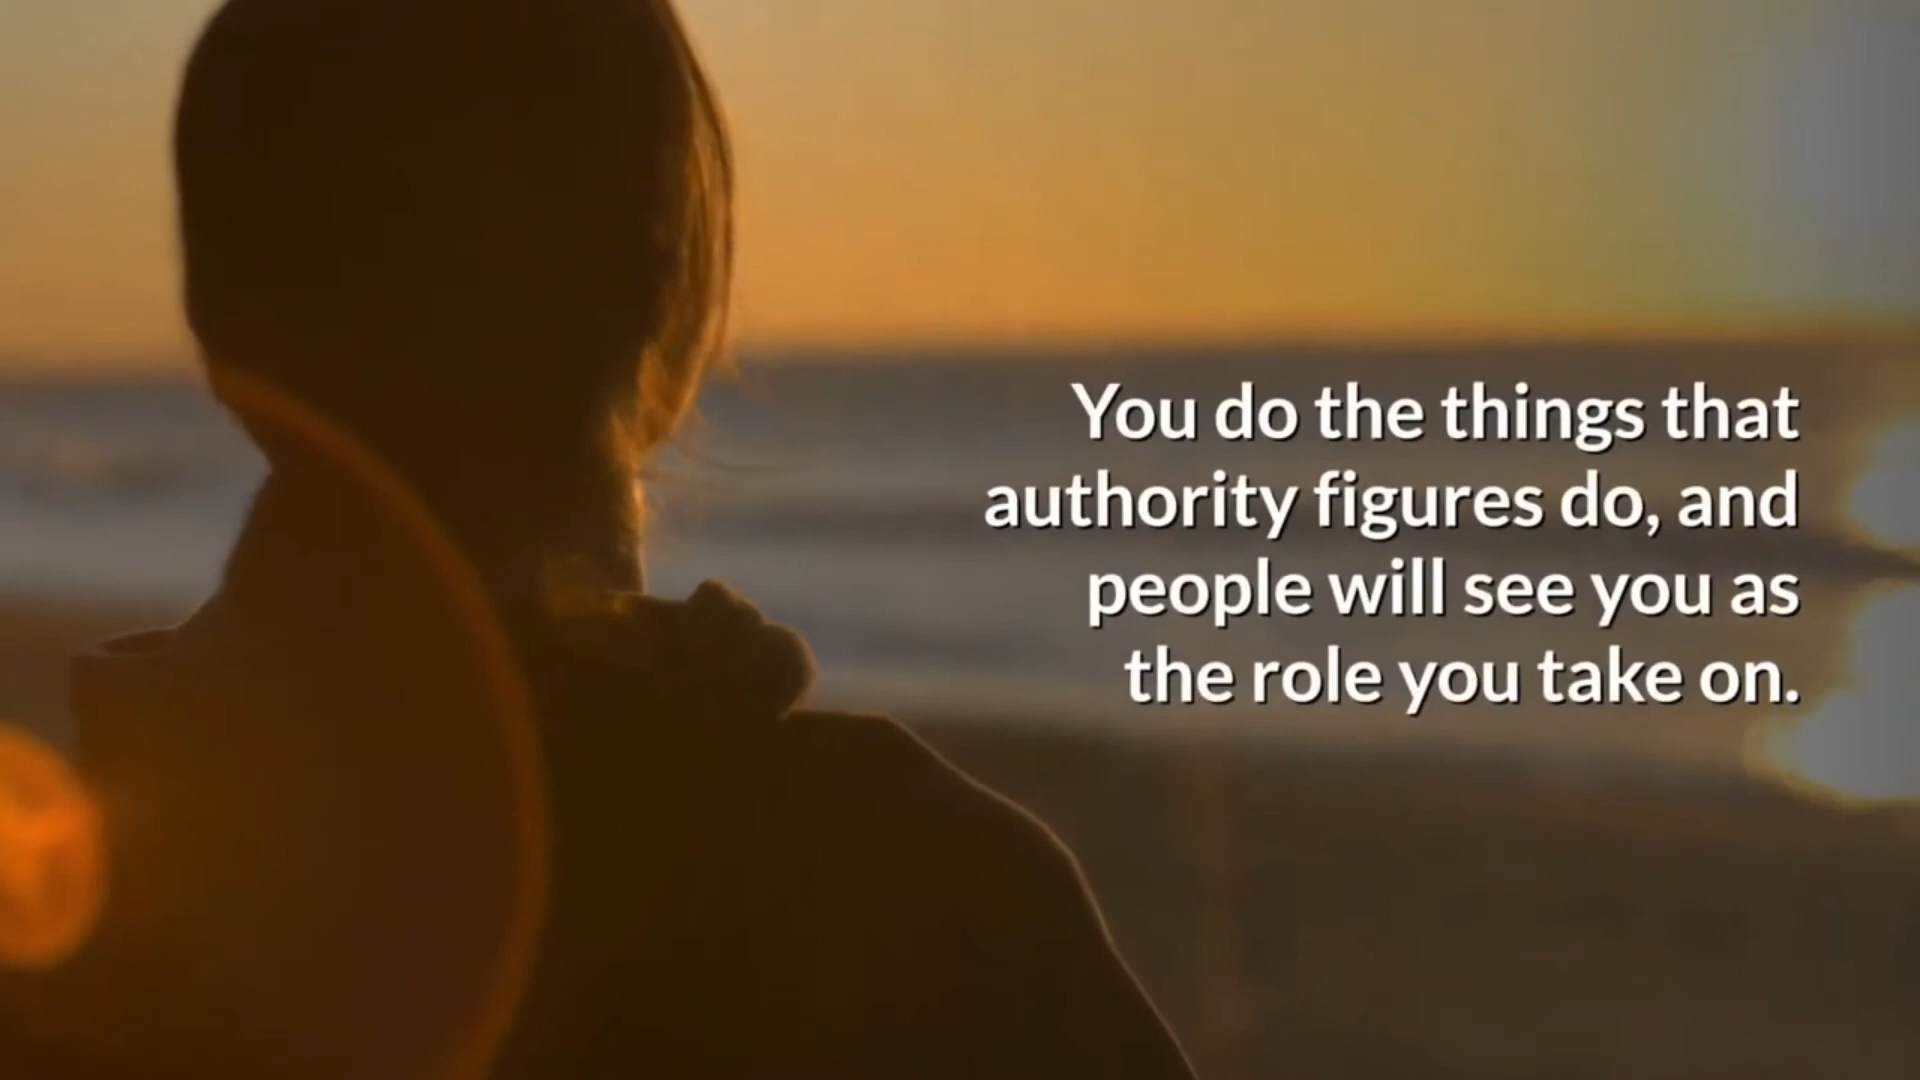 You do the things that
authority figures do, and
people will see you as
the role you take on.